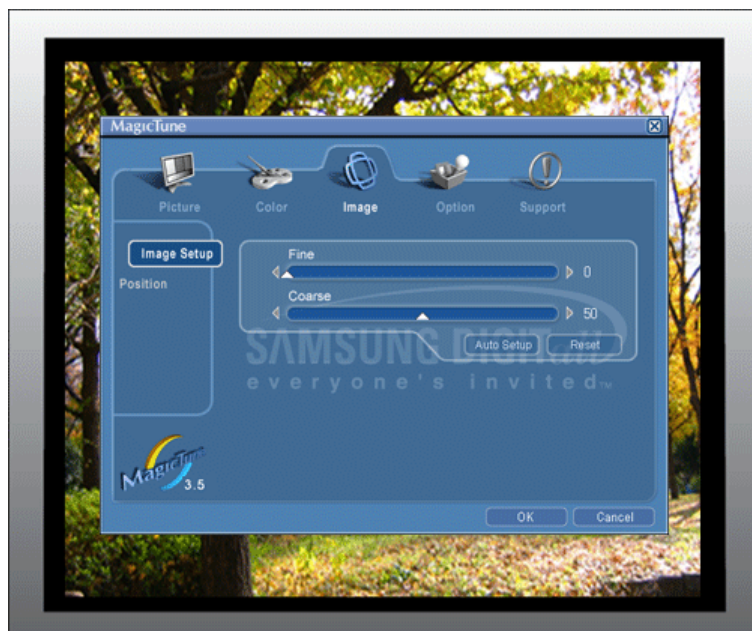 MagicTune
Picture Color Image Option Support
Image Setup
Position
Fine
0
Coarse
50
SAMSUNG DIGITall
everyone's invited™
Auto Setup Reset
MagicTune
3.5
OK Cancel